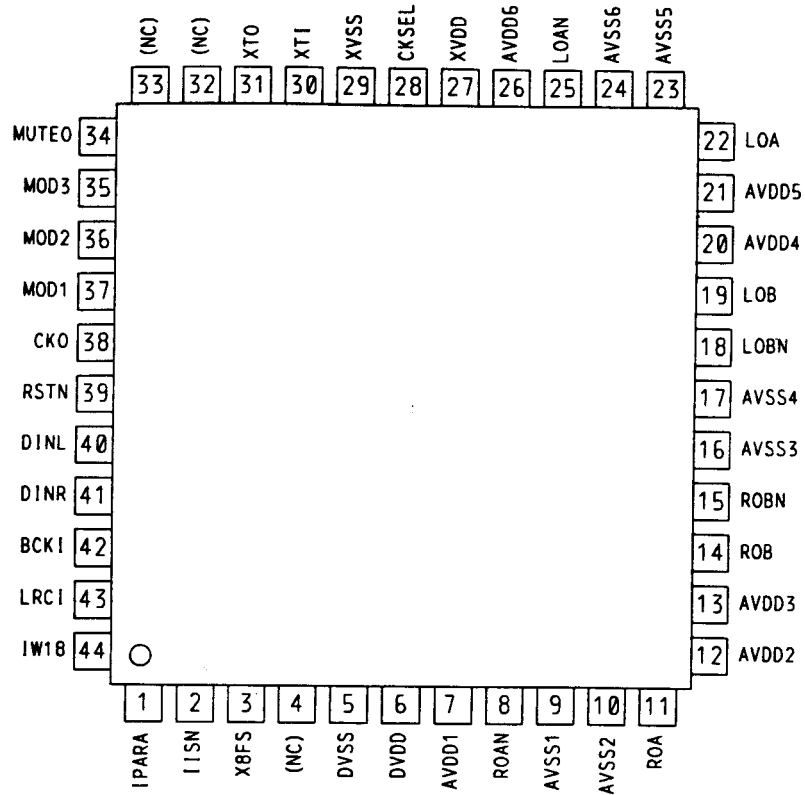 (NC) (NC) XTO XTI XVSS CKSEL XVDD AVDD6 LOAN AVSS6 AVSS5
33 32 31 30 29 28 27 26 25 24 23
MUTEO 34 22 LOA
MOD3 35 21 AVDD5
MOD2 36 20 AVDD4
MOD1 37 19 LOB
CKO 38 18 LOBN
RSTN 39 17 AVSS4
DINL 40 16 AVSS3
DINR 41 15 ROBN
BCKI 42 14 ROB
LRCI 43 13 AVDD3
IW18 44 12 AVDD2
1 2 3 4 5 6 7 8 9 10 11
IPARA IISN X8FS (NC) DVSS DVDD AVDD1 ROAN AVSS1 AVSS2 ROA